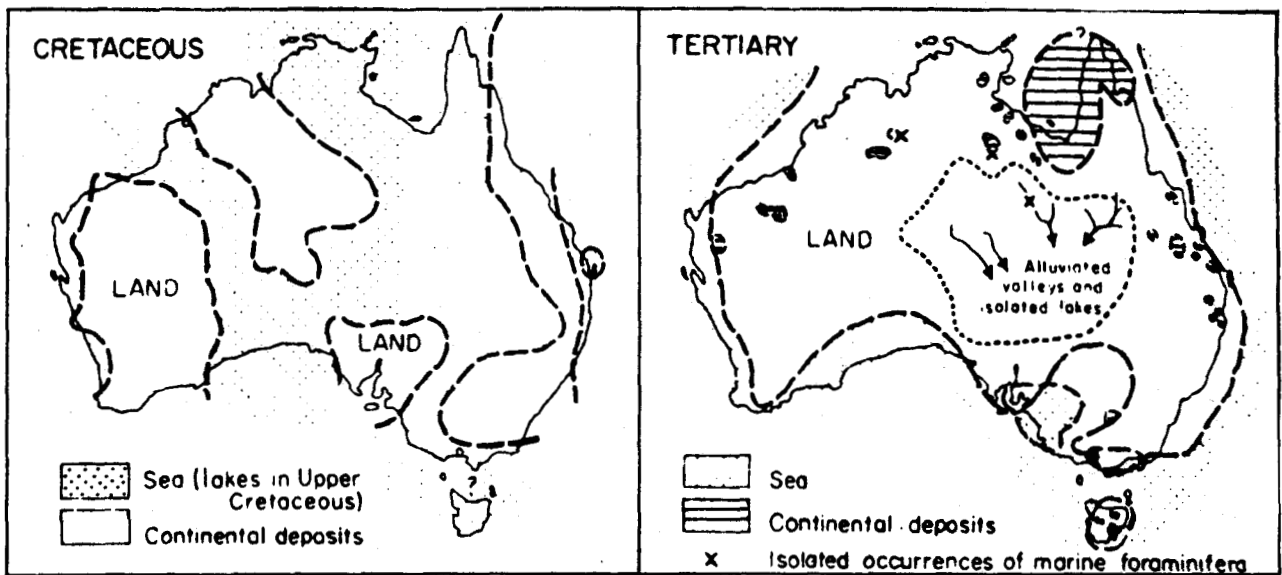 CRETACEOUS
LAND
LAND
?
Sea (lakes in Upper
Cretaceous)
Continental deposits
TERTIARY
?
x
x
LAND
x
Alluviated
valleys and
isolated lakes
Sea
Continental deposits
x Isolated occurrences of marine foraminifera